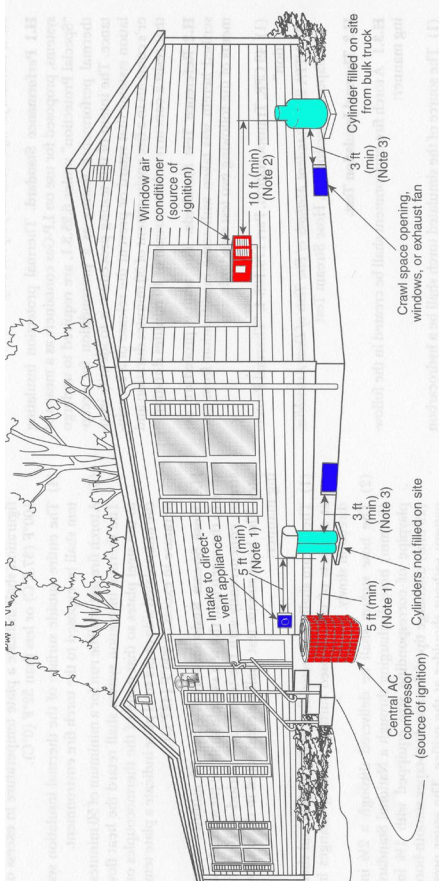 Window air
conditioner
(source of
ignition)
Intake to direct-
vent appliance
5 ft (min)
(Note 1)
10 ft (min)
(Note 2)
Central AC
compressor
(source of ignition)
5 ft (min)
(Note 1)
3 ft
(min)
(Note 3)
Cylinders not filled on site
Crawl space opening,
windows, or exhaust fan
3 ft
(min)
(Note 3)
Cylinder filled on site
from bulk truck